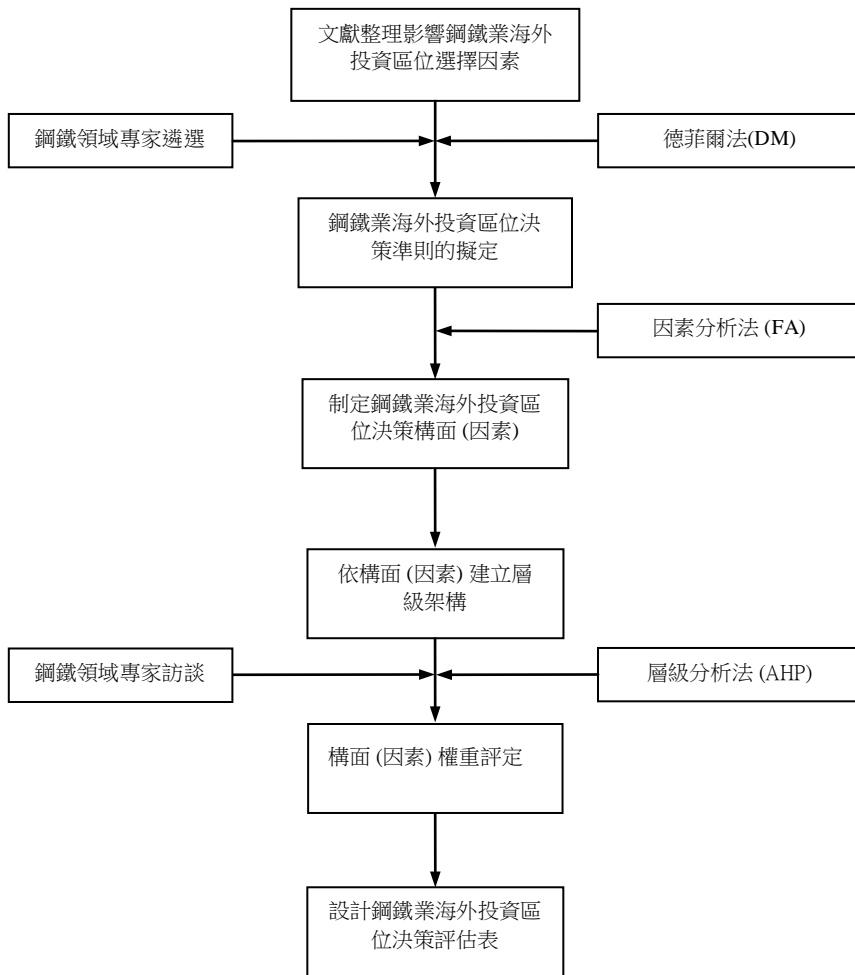 文獻整理影響鋼鐵業海外
投資區位選擇因素
鋼鐵領域專家遴選
德菲爾法(DM)
鋼鐵業海外投資區位決
策準則的擬定
因素分析法 (FA)
制定鋼鐵業海外投資區
位決策構面 (因素)
依構面 (因素) 建立層
級架構
鋼鐵領域專家訪談
層級分析法 (AHP)
構面 (因素) 權重評定
設計鋼鐵業海外投資區
位決策評估表